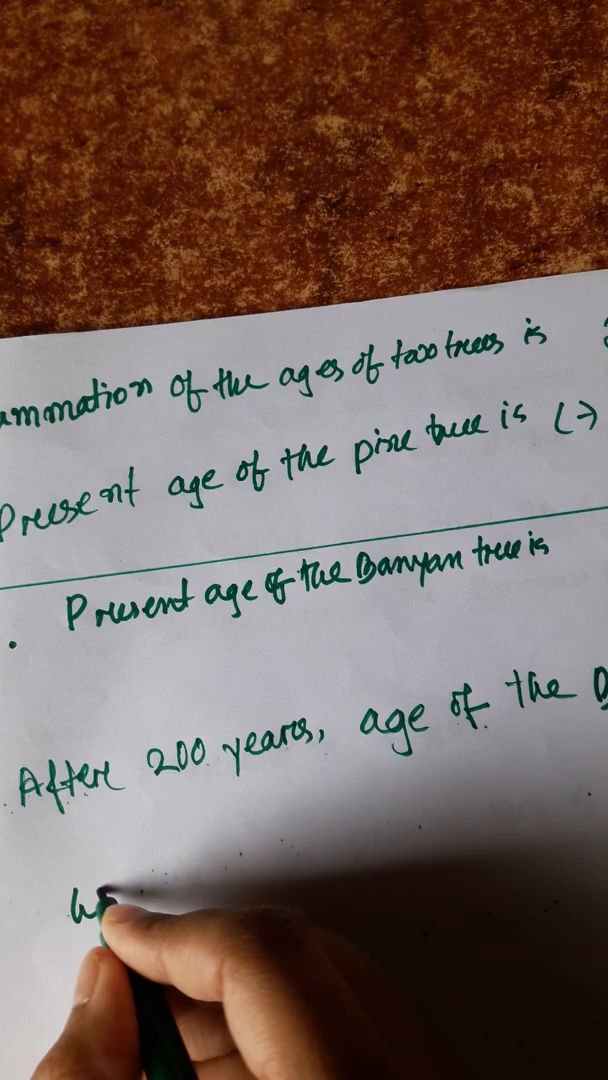 ummation of the ages of two trees is
Present age of the pine tree is (-)
Present age of the Banyan tree is
After 200 years, age of the B